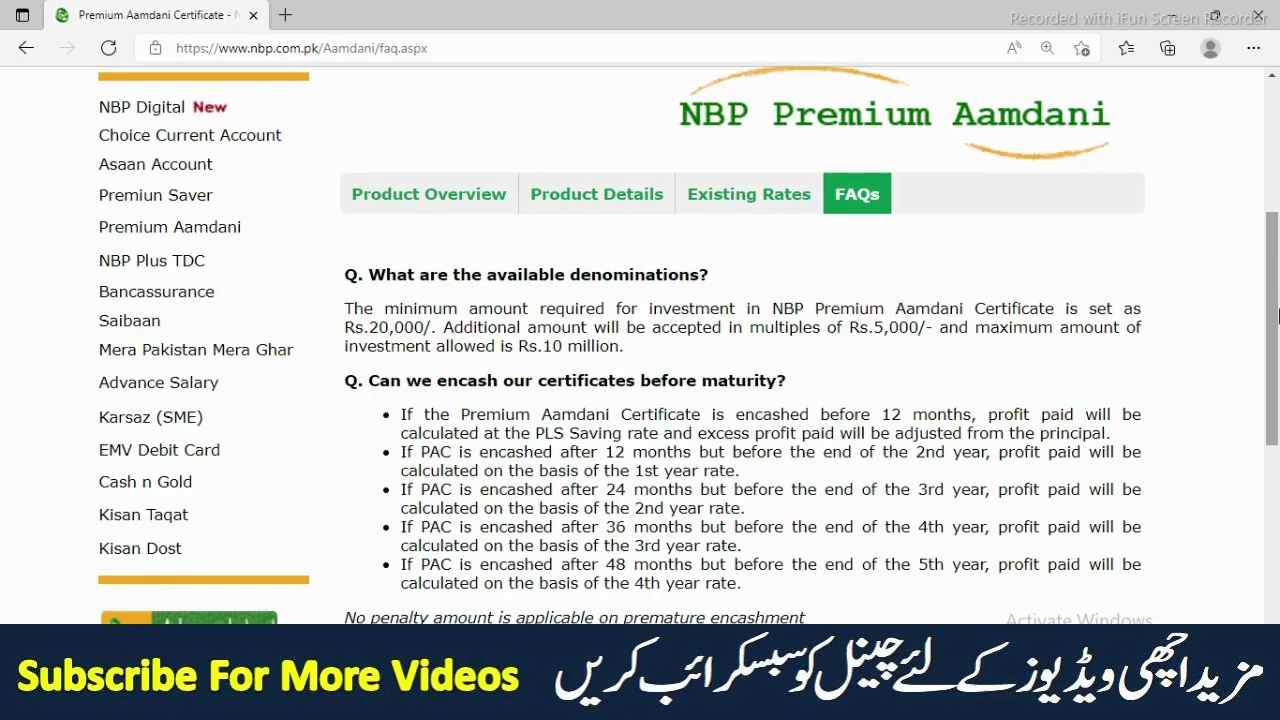 Premium Aamdani Certificate - N
Recorded with iFun Screen Recorder
https://www.nbp.com.pk/Aamdani/faq.aspx
NBP Digital New
Choice Current Account
Asaan Account
Premiun Saver
Premium Aamdani
NBP Plus TDC
Bancassurance
Saibaan
Mera Pakistan Mera Ghar
Advance Salary
Karsaz (SME)
EMV Debit Card
Cash n Gold
Kisan Taqat
Kisan Dost
NBP Premium Aamdani
Product Overview
Product Details
Existing Rates
FAQs
Q. What are the available denominations?
The minimum amount required for investment in NBP Premium Aamdani Certificate is set as
Rs.20,000/. Additional amount will be accepted in multiples of Rs.5,000/- and maximum amount of
investment allowed is Rs.10 million.
Q. Can we encash our certificates before maturity?
• If the Premium Aamdani Certificate is encashed before 12 months, profit paid will be
calculated at the PLS Saving rate and excess profit paid will be adjusted from the principal.
• If PAC is encashed after 12 months but before the end of the 2nd year, profit paid will be
calculated on the basis of the 1st year rate.
• If PAC is encashed after 24 months but before the end of the 3rd year, profit paid will be
calculated on the basis of the 2nd year rate.
• If PAC is encashed after 36 months but before the end of the 4th year, profit paid will be
calculated on the basis of the 3rd year rate.
• If PAC is encashed after 48 months but before the end of the 5th year, profit paid will be
calculated on the basis of the 4th year rate.
No penalty amount is applicable on premature encashment
Activate Windows
Subscribe For More Videos
مزید اچھی ویڈیوز کے لئے چینل کو سبسکرائب کریں